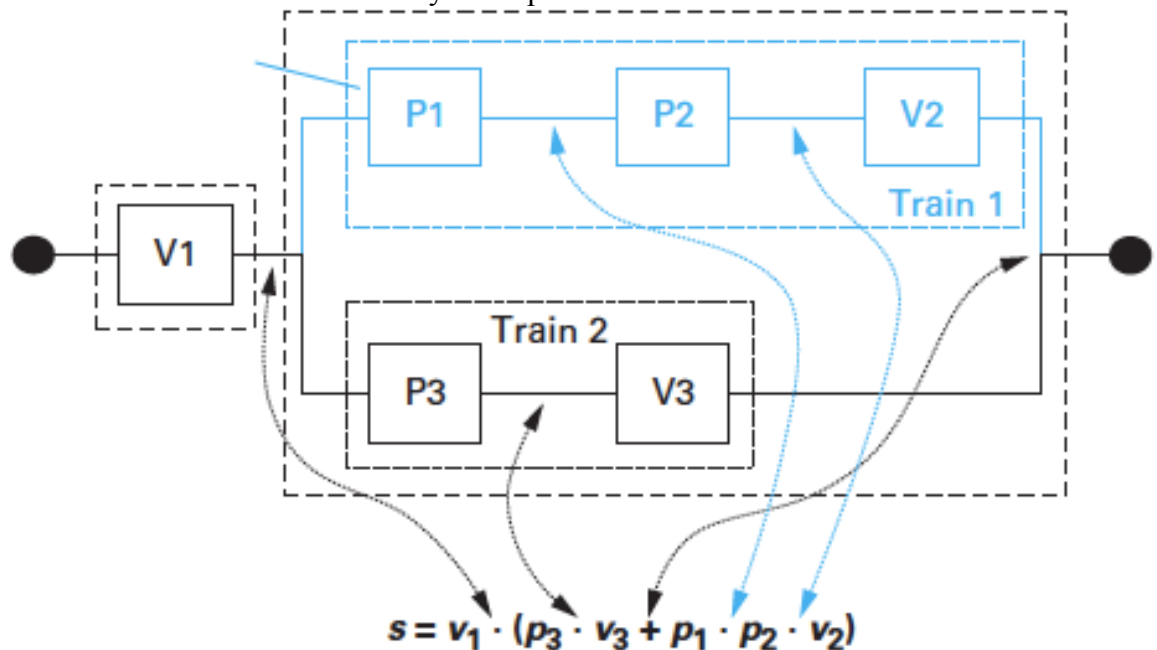 P1 P2 V2
Train 1
V1
Train 2
P3 V3
s = v₁ · (p₃ · v₃ + p₁ · p₂ · v₂)